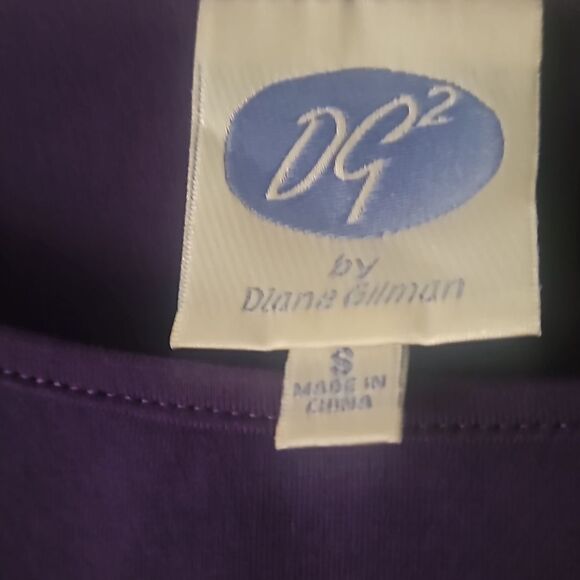 DG²
by
Diane Gilman
S
MADE IN
CHINA